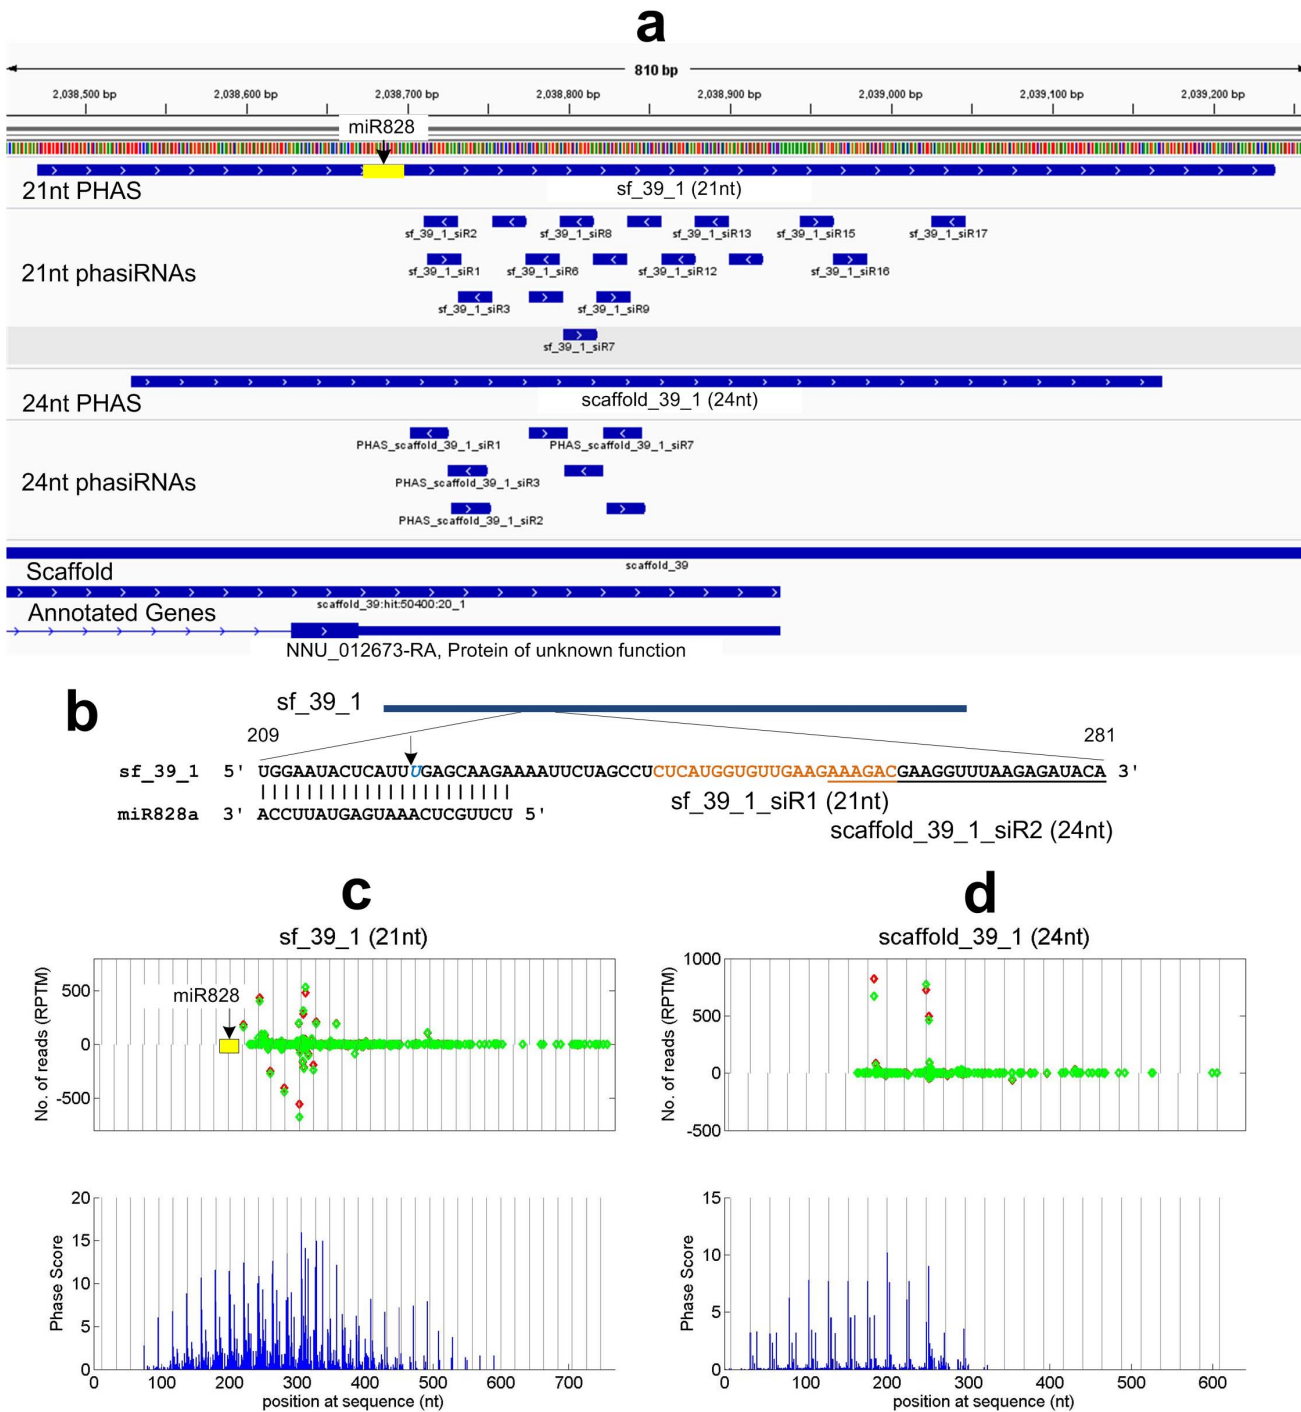 a
810 bp
2,038,500 bp 2,038,600 bp 2,038,700 bp 2,038,800 bp 2,038,900 bp 2,039,000 bp 2,039,100 bp 2,039,200 bp
miR828
21nt PHAS
sf_39_1 (21nt)
sf_39_1_siR2 sf_39_1_siR8 sf_39_1_siR13 sf_39_1_siR15 sf_39_1_siR17
21nt phasiRNAs
sf_39_1_siR1 sf_39_1_siR6 sf_39_1_siR12 sf_39_1_siR16
sf_39_1_siR3 sf_39_1_siR9
sf_39_1_siR7
24nt PHAS
scaffold_39_1 (24nt)
PHAS_scaffold_39_1_siR1 PHAS_scaffold_39_1_siR7
24nt phasiRNAs
PHAS_scaffold_39_1_siR3
PHAS_scaffold_39_1_siR2
Scaffold
scaffold_39
Annotated Genes
scaffold_39:hit:50400:20_1
NNU_012673-RA, Protein of unknown function
b
sf_39_1
209 281
sf_39_1 5' UGGAAUACUCAUUUGAGCAAGAAAAUUCUAGCCUCUCAUGGUGUUGAAGAAAGACGAAGGUUUAAGAGAUACA 3'
miR828a 3' ACCUUAUGAGUAAACUCGUUCU 5'
sf_39_1_siR1 (21nt)
scaffold_39_1_siR2 (24nt)
c
sf_39_1 (21nt)
No. of reads (RPTM)
500
0
-500
miR828
Phase Score
20
15
10
5
0
0 100 200 300 400 500 600 700
position at sequence (nt)
d
scaffold_39_1 (24nt)
No. of reads (RPTM)
1000
500
0
-500
Phase Score
15
10
5
0
0 100 200 300 400 500 600
position at sequence (nt)